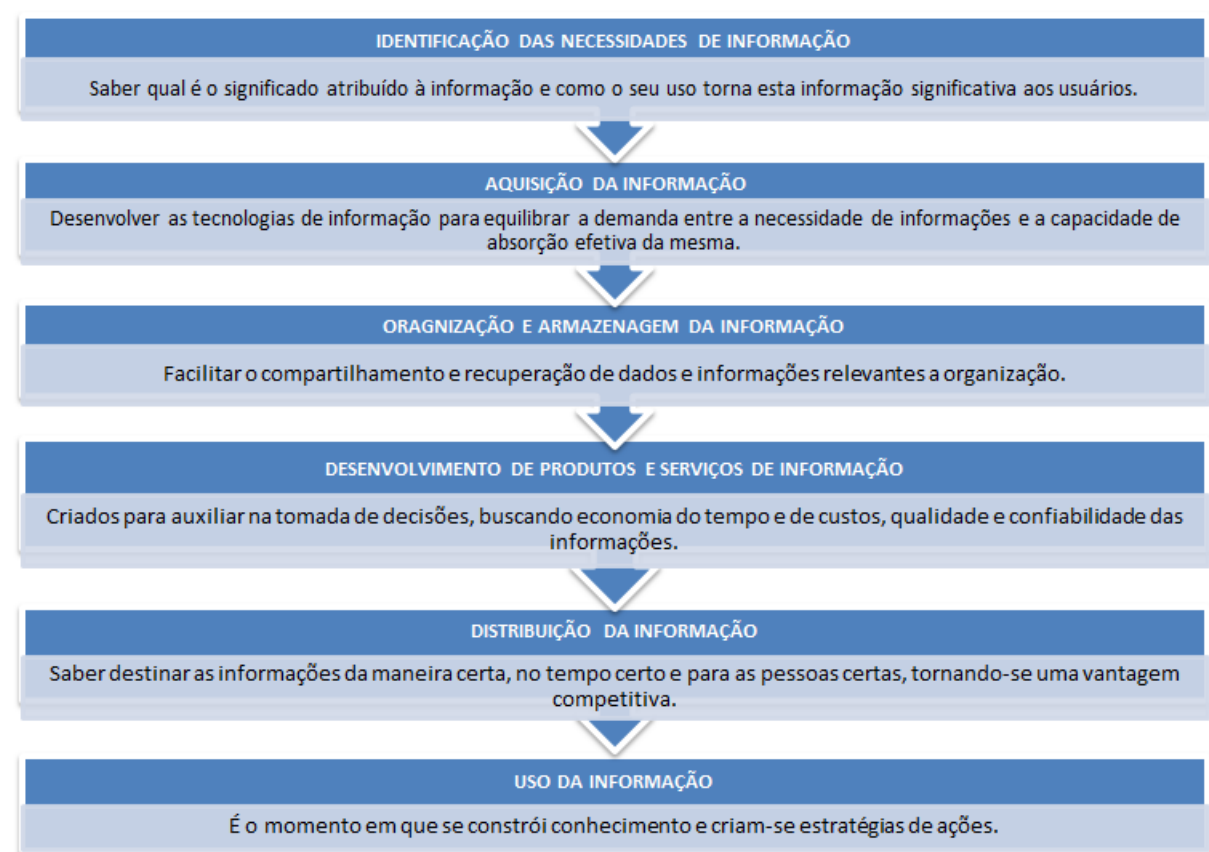 IDENTIFICAÇÃO DAS NECESSIDADES DE INFORMAÇÃO
Saber qual é o significado atribuído à informação e como o seu uso torna esta informação significativa aos usuários.
AQUISIÇÃO DA INFORMAÇÃO
Desenvolver as tecnologias de informação para equilibrar a demanda entre a necessidade de informações e a capacidade de
absorção efetiva da mesma.
ORAGNIZAÇÃO E ARMAZENAGEM DA INFORMAÇÃO
Facilitar o compartilhamento e recuperação de dados e informações relevantes a organização.
DESENVOLVIMENTO DE PRODUTOS E SERVIÇOS DE INFORMAÇÃO
Criados para auxiliar na tomada de decisões, buscando economia do tempo e de custos, qualidade e confiabilidade das
informações.
DISTRIBUIÇÃO DA INFORMAÇÃO
Saber destinar as informações da maneira certa, no tempo certo e para as pessoas certas, tornando-se uma vantagem
competitiva.
USO DA INFORMAÇÃO
É o momento em que se constrói conhecimento e criam-se estratégias de ações.